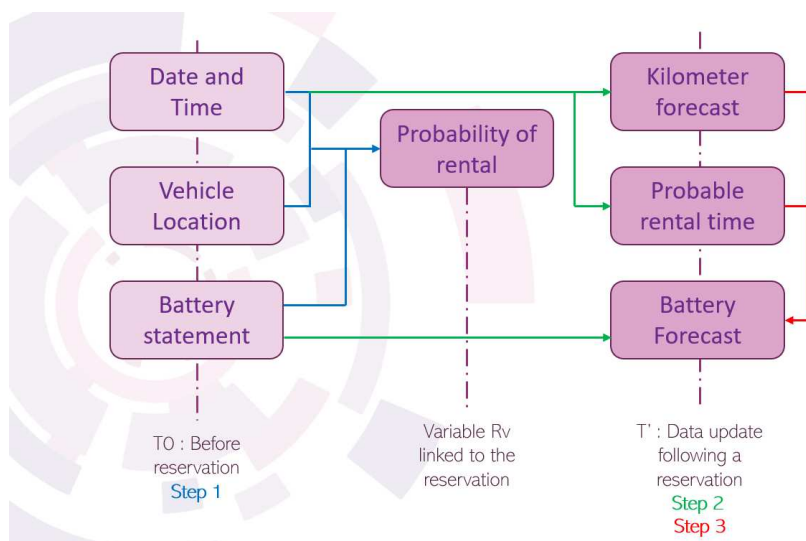 Date and
Time
Vehicle
Location
Battery
statement
Probability of
rental
Kilometer
forecast
Probable
rental time
Battery
Forecast
T0 : Before
reservation
Step 1
Variable Rv
linked to the
reservation
T' : Data update
following a
reservation
Step 2
Step 3